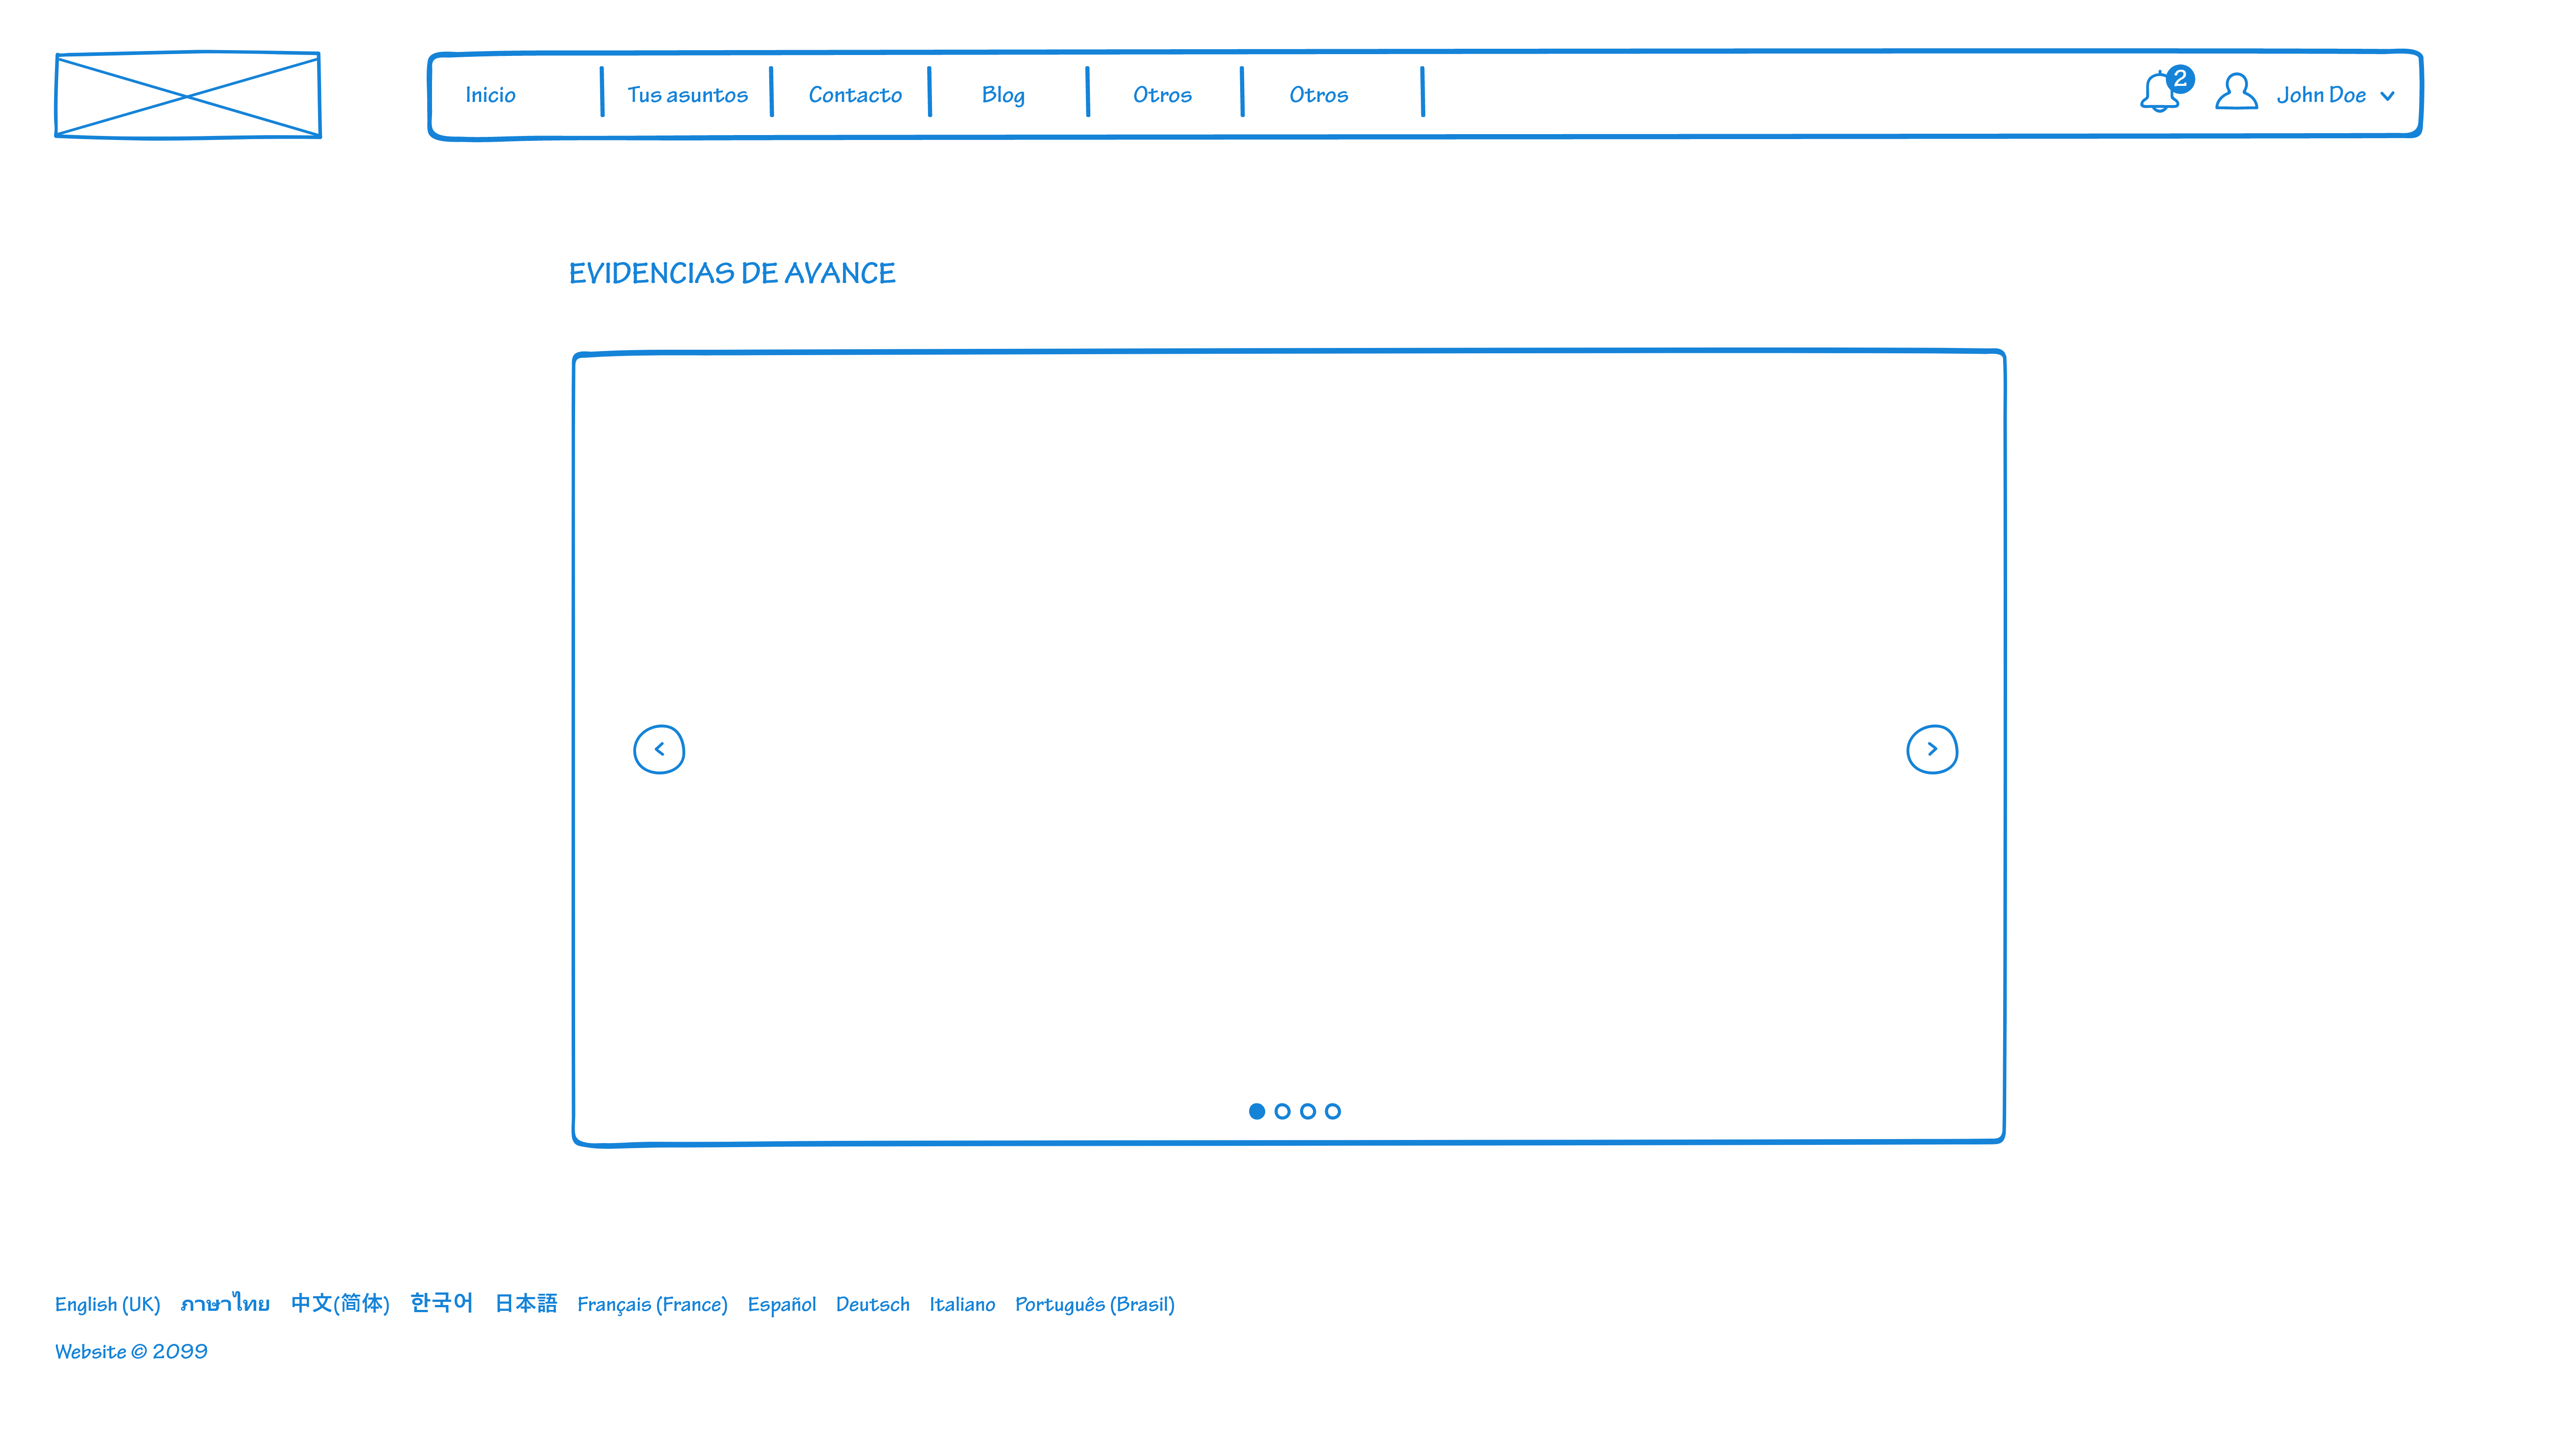 Inicio Tus asuntos Contacto Blog Otros Otros 2 John Doe
EVIDENCIAS DE AVANCE
English (UK) ภาษาไทย 中文(简体) 한국어 日本語 Français (France) Español Deutsch Italiano Português (Brasil)
Website © 2099